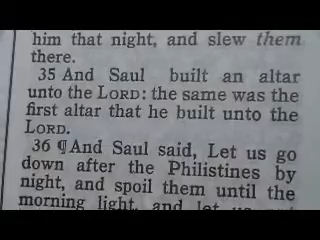 him that night, and slew them
there.
35 And Saul built an altar
unto the LORD: the same was the
first altar that he built unto the
LORD.
36 ¶And Saul said, Let us go
down after the Philistines by
night, and spoil them until the
morning light, and let us